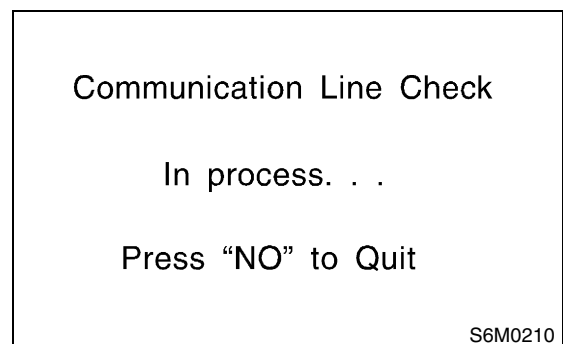 Communication Line Check
In process. . .
Press “NO” to Quit
S6M0210